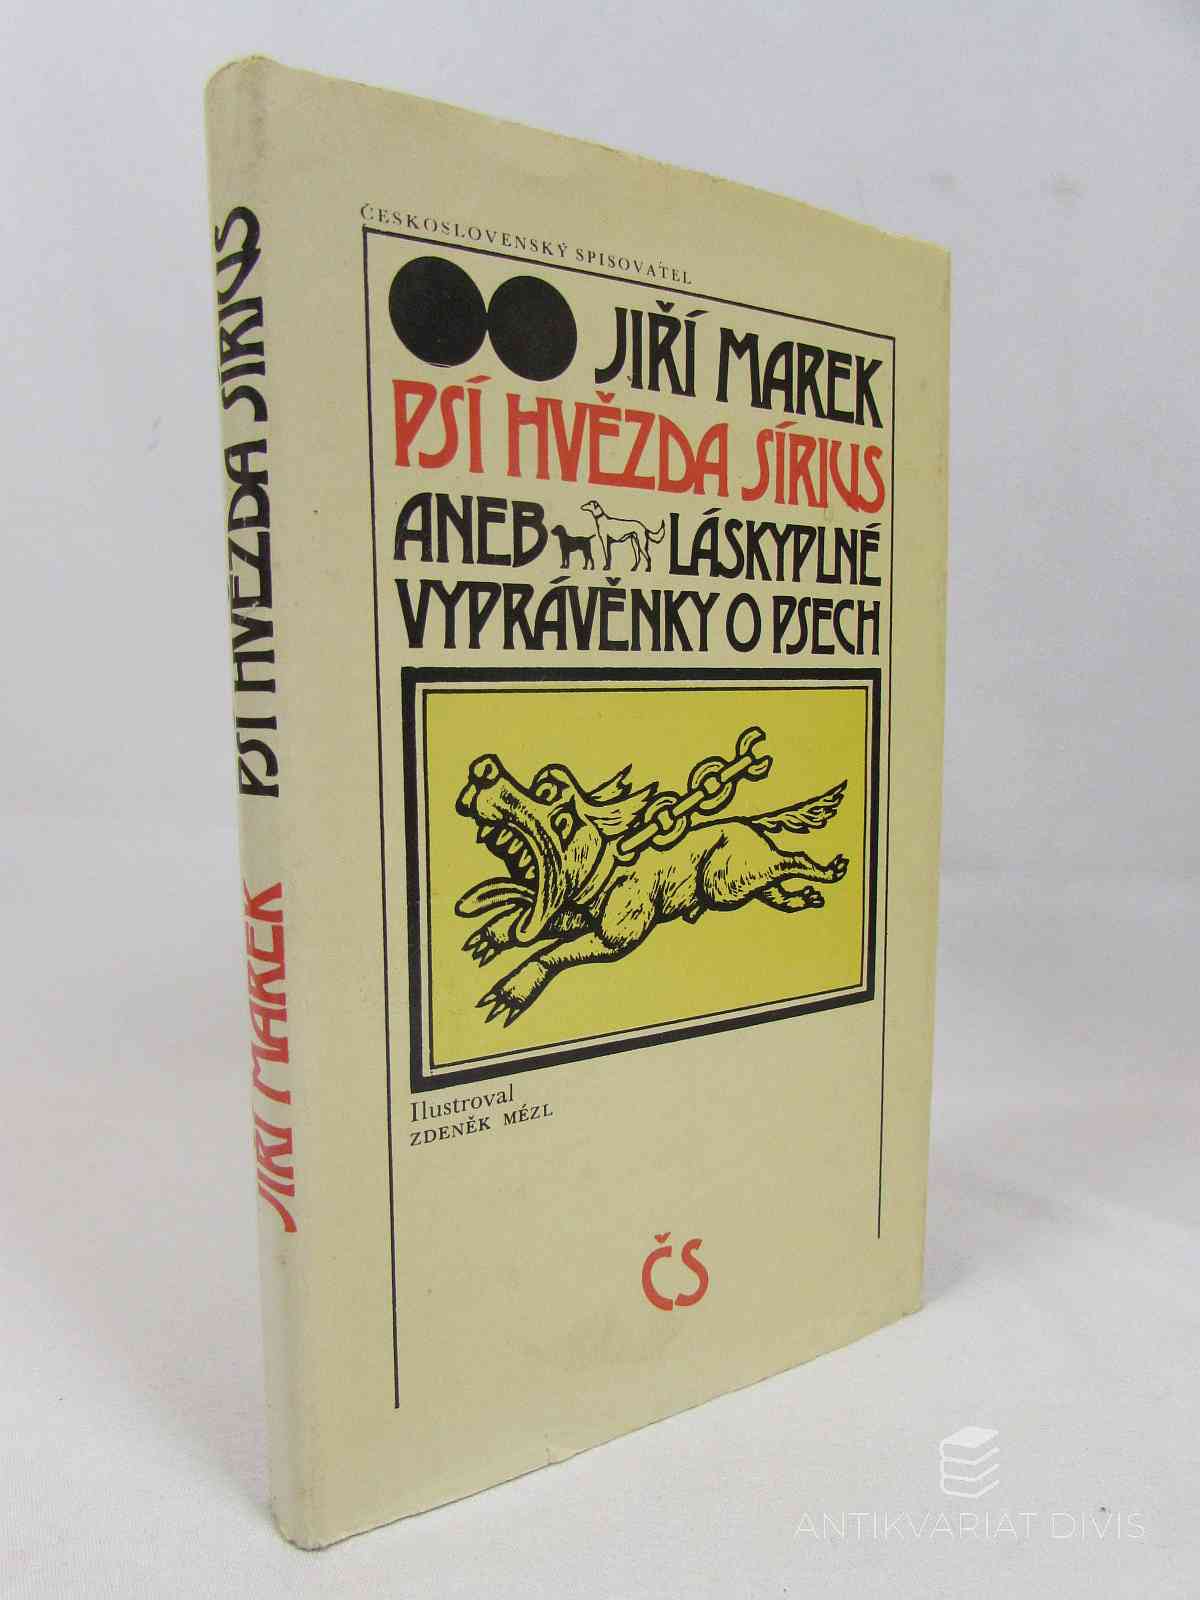 ČESKOSLOVENSKÝ SPISOVATEL
JIŘÍ MAREK
PSÍ HVĚZDA SÍRIUS
ANEB LÁSKYPLNÉ
VYPRÁVĚNKY O PSECH
Ilustroval
ZDENĚK MÉZL
ČS
JIŘÍ MAREK PSÍ HVĚZDA SÍRIUS
ANTIKVARIAT DIVIS